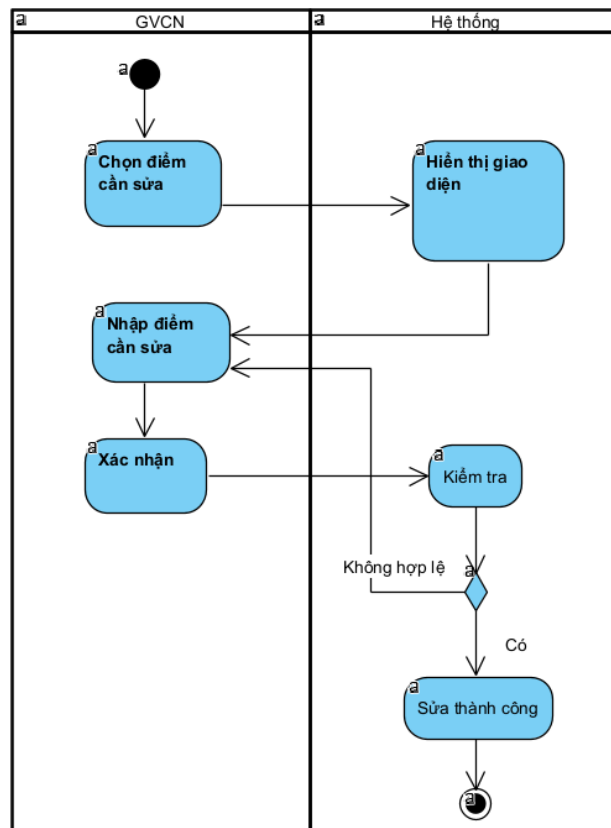 a
GVCN
a
Hệ thống
a
a
Chọn điểm
cần sửa
a
Hiển thị giao
diện
a
Nhập điểm
cần sửa
a
Xác nhận
a
Kiểm tra
Không hợp lệ
a
Có
a
Sửa thành công
a